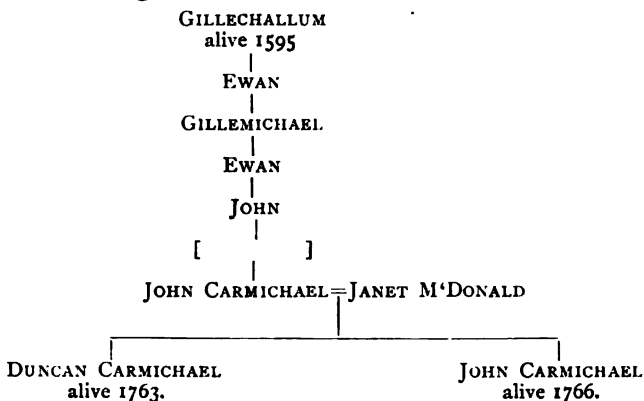 GILLECHALLUM
alive 1595
EWAN
GILLEMICHAEL
EWAN
JOHN
[ ]
JOHN CARMICHAEL=JANET M‘DONALD
DUNCAN CARMICHAEL JOHN CARMICHAEL
alive 1763. alive 1766.